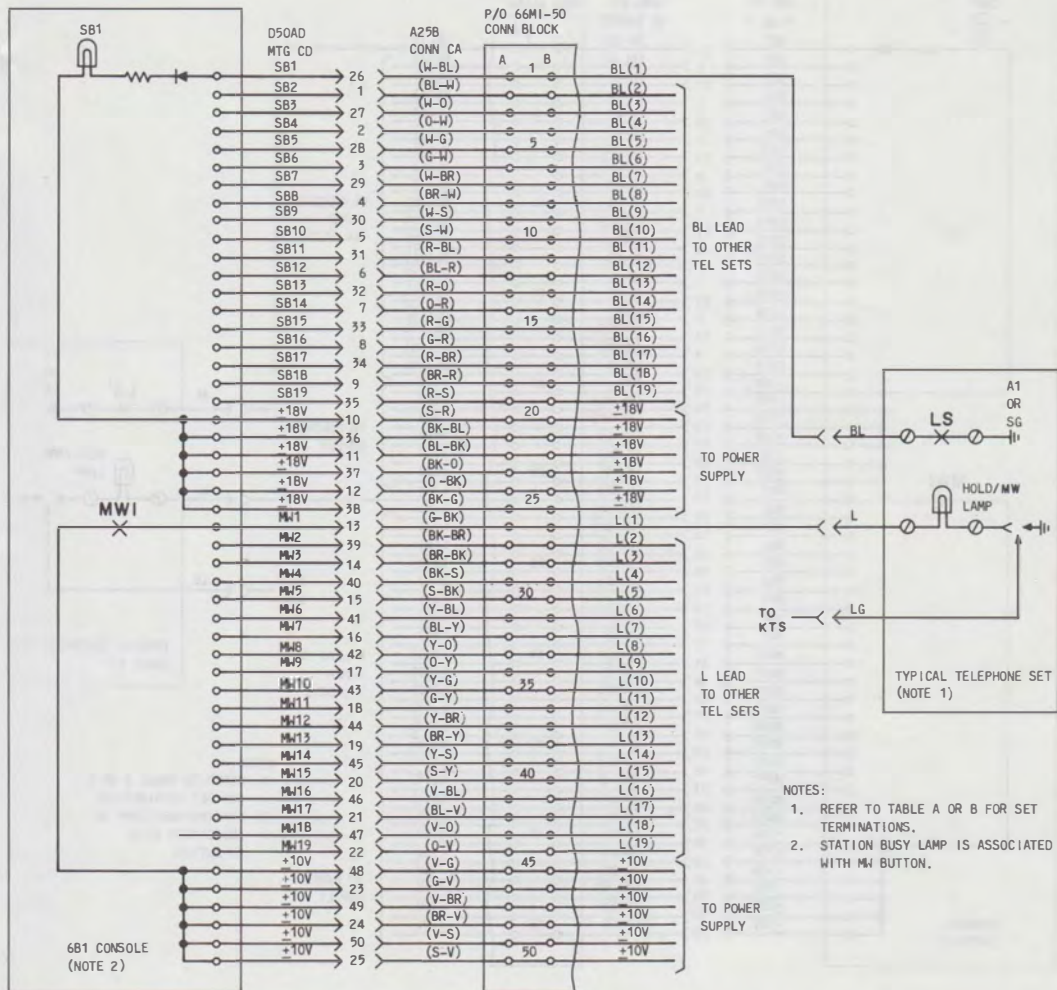 P/O 66MI-50
CONN BLOCK
D50AD
MTG CD
A25B
CONN CA
A B
SB1
SB1 26 (W-BL) 1 BL(1)
SB2 1 (BL-W) BL(2)
SB3 27 (W-O) BL(3)
SB4 2 (O-W) BL(4)
SB5 28 (W-G) 5 BL(5)
SB6 3 (G-W) BL(6)
SB7 29 (W-BR) BL(7)
SB8 4 (BR-W) BL(8)
SB9 30 (W-S) BL(9)
SB10 5 (S-W) 10 BL(10)
SB11 31 (R-BL) BL(11)
SB12 6 (BL-R) BL(12)
SB13 32 (R-O) BL(13)
SB14 7 (O-R) BL(14)
SB15 33 (R-G) 15 BL(15)
SB16 8 (G-R) BL(16)
SB17 34 (R-BR) BL(17)
SB18 9 (BR-R) BL(18)
SB19 35 (R-S) BL(19)
±18V 10 (S-R) 20 ±18V
±18V 36 (BK-BL) ±18V
±18V 11 (BL-BK) ±18V
±18V 37 (BK-O) ±18V
±18V 12 (O-BK) ±18V
±18V 38 (BK-G) 25 ±18V
MW1
MW1 13 (G-BK) L(1)
MW2 39 (BK-BR) L(2)
MW3 14 (BR-BK) L(3)
MW4 40 (BK-S) L(4)
MW5 15 (S-BK) 30 L(5)
MW6 41 (Y-BL) L(6)
MW7 16 (BL-Y) L(7)
MW8 42 (Y-O) L(8)
MW9 17 (O-Y) L(9)
MW10 43 (Y-G) 35 L(10)
MW11 18 (G-Y) L(11)
MW12 44 (Y-BR) L(12)
MW13 19 (BR-Y) L(13)
MW14 45 (Y-S) L(14)
MW15 20 (S-Y) 40 L(15)
MW16 46 (V-BL) L(16)
MW17 21 (BL-V) L(17)
MW18 47 (V-O) L(18)
MW19 22 (O-V) L(19)
±10V 48 (V-G) 45 ±10V
±10V 23 (G-V) ±10V
±10V 49 (V-BR) ±10V
±10V 24 (BR-V) ±10V
±10V 50 (V-S) ±10V
±10V 25 (S-V) 50 ±10V
6B1 CONSOLE
(NOTE 2)
BL LEAD
TO OTHER
TEL SETS
TO POWER
SUPPLY
L LEAD
TO OTHER
TEL SETS
TO POWER
SUPPLY
BL
LS
A1
OR
SG
L
HOLD/MW
LAMP
TO
KTS
LG
TYPICAL TELEPHONE SET
(NOTE 1)
NOTES:
1. REFER TO TABLE A OR B FOR SET
TERMINATIONS.
2. STATION BUSY LAMP IS ASSOCIATED
WITH MW BUTTON.